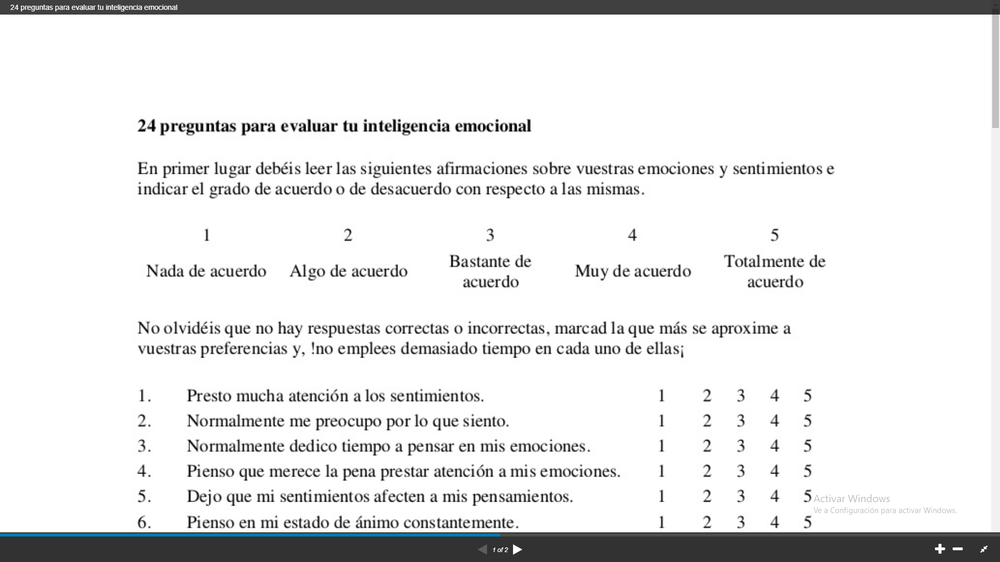 24 preguntas para evaluar tu inteligencia emocional
24 preguntas para evaluar tu inteligencia emocional
En primer lugar debéis leer las siguientes afirmaciones sobre vuestras emociones y sentimientos e
indicar el grado de acuerdo o de desacuerdo con respecto a las mismas.
1 2 3 4 5
Nada de acuerdo Algo de acuerdo Bastante de acuerdo Muy de acuerdo Totalmente de acuerdo
No olvidéis que no hay respuestas correctas o incorrectas, marcad la que más se aproxime a
vuestras preferencias y, !no emplees demasiado tiempo en cada uno de ellas¡
1. Presto mucha atención a los sentimientos. 1 2 3 4 5
2. Normalmente me preocupo por lo que siento. 1 2 3 4 5
3. Normalmente dedico tiempo a pensar en mis emociones. 1 2 3 4 5
4. Pienso que merece la pena prestar atención a mis emociones. 1 2 3 4 5
5. Dejo que mi sentimientos afecten a mis pensamientos. 1 2 3 4 5
6. Pienso en mi estado de ánimo constantemente. 1 2 3 4 5
Activar Windows
Ve a Configuración para activar Windows.
1 of 2